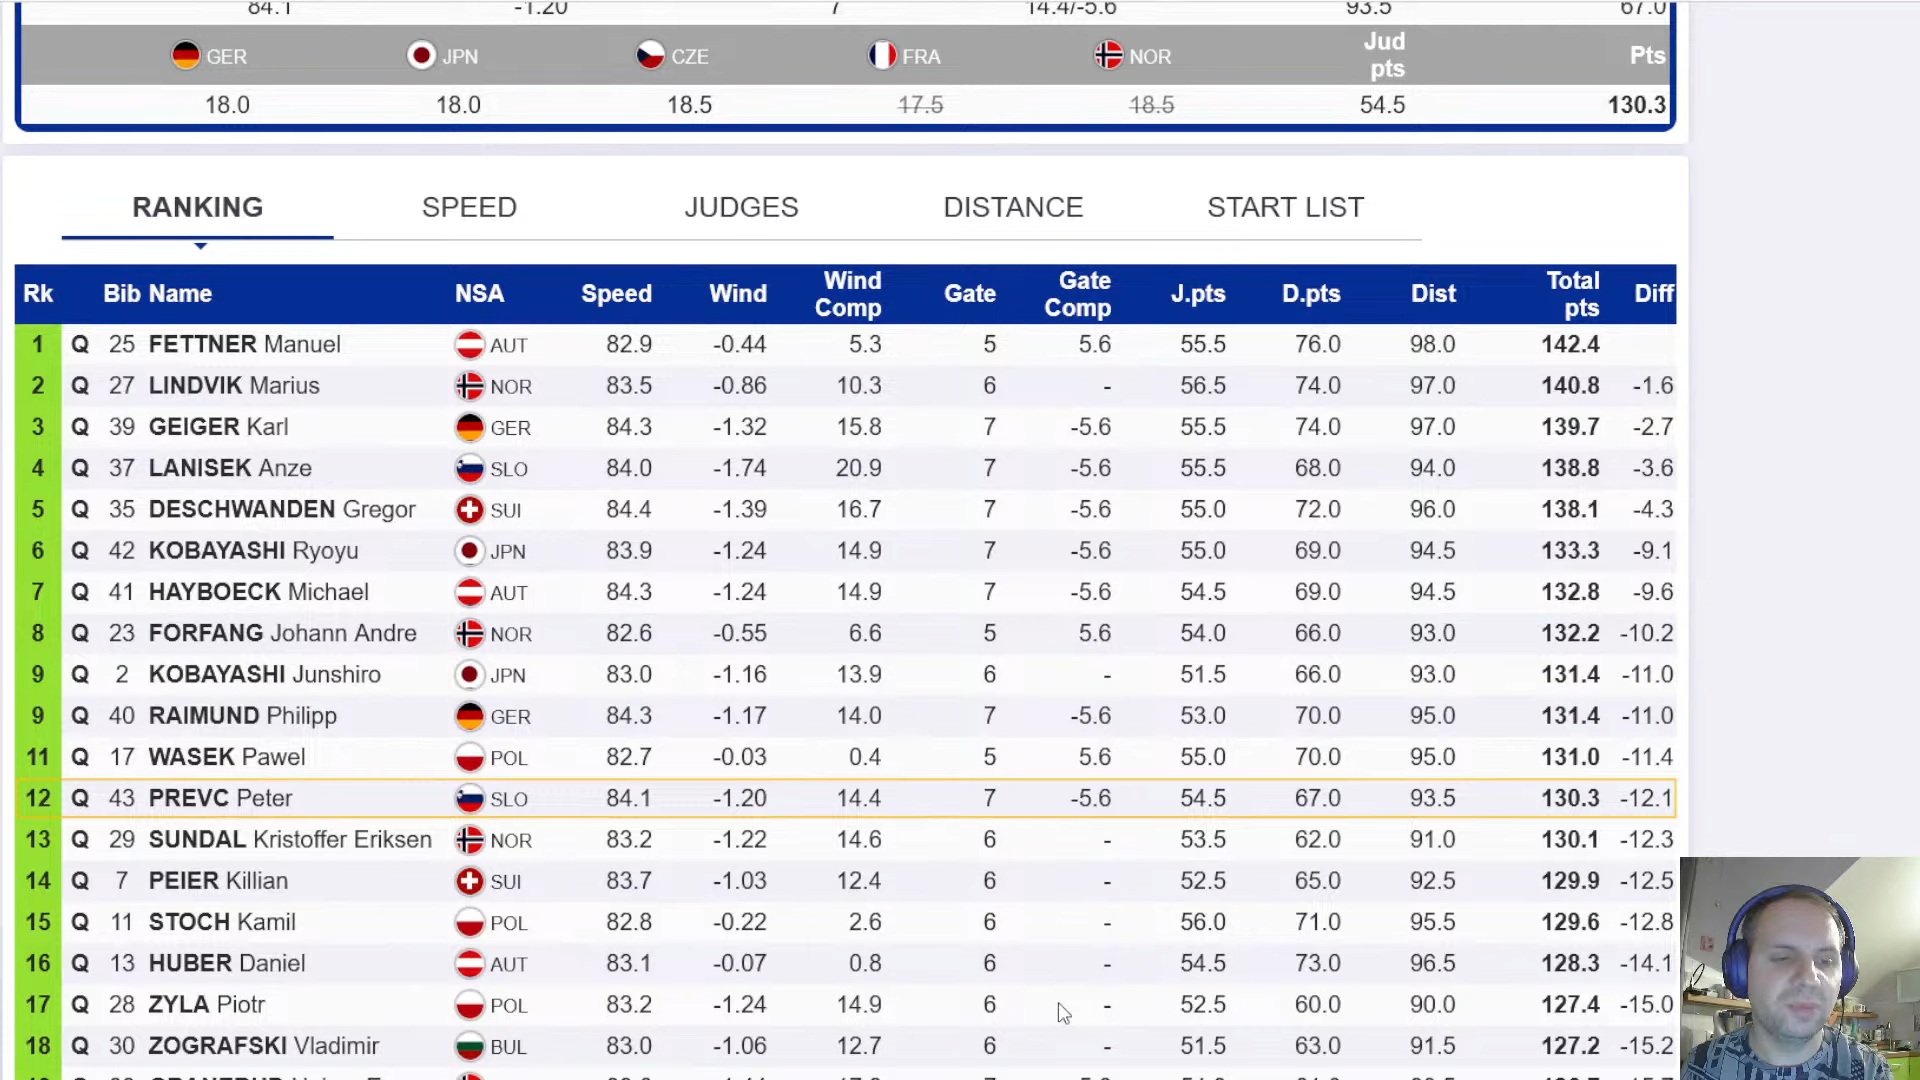 84.1 -1.20 7 14.4/-5.6 93.5 67.0
GER JPN CZE FRA NOR Jud pts Pts
18.0 18.0 18.5 17.5 18.5 54.5 130.3
RANKING SPEED JUDGES DISTANCE START LIST
Rk Bib Name NSA Speed Wind Wind Comp Gate Gate Comp J.pts D.pts Dist Total pts Diff
1 Q 25 FETTNER Manuel AUT 82.9 -0.44 5.3 5 5.6 55.5 76.0 98.0 142.4
2 Q 27 LINDVIK Marius NOR 83.5 -0.86 10.3 6 - 56.5 74.0 97.0 140.8 -1.6
3 Q 39 GEIGER Karl GER 84.3 -1.32 15.8 7 -5.6 55.5 74.0 97.0 139.7 -2.7
4 Q 37 LANISEK Anze SLO 84.0 -1.74 20.9 7 -5.6 55.5 68.0 94.0 138.8 -3.6
5 Q 35 DESCHWANDEN Gregor SUI 84.4 -1.39 16.7 7 -5.6 55.0 72.0 96.0 138.1 -4.3
6 Q 42 KOBAYASHI Ryoyu JPN 83.9 -1.24 14.9 7 -5.6 55.0 69.0 94.5 133.3 -9.1
7 Q 41 HAYBOECK Michael AUT 84.3 -1.24 14.9 7 -5.6 54.5 69.0 94.5 132.8 -9.6
8 Q 23 FORFANG Johann Andre NOR 82.6 -0.55 6.6 5 5.6 54.0 66.0 93.0 132.2 -10.2
9 Q 2 KOBAYASHI Junshiro JPN 83.0 -1.16 13.9 6 - 51.5 66.0 93.0 131.4 -11.0
9 Q 40 RAIMUND Philipp GER 84.3 -1.17 14.0 7 -5.6 53.0 70.0 95.0 131.4 -11.0
11 Q 17 WASEK Pawel POL 82.7 -0.03 0.4 5 5.6 55.0 70.0 95.0 131.0 -11.4
12 Q 43 PREVC Peter SLO 84.1 -1.20 14.4 7 -5.6 54.5 67.0 93.5 130.3 -12.1
13 Q 29 SUNDAL Kristoffer Eriksen NOR 83.2 -1.22 14.6 6 - 53.5 62.0 91.0 130.1 -12.3
14 Q 7 PEIER Killian SUI 83.7 -1.03 12.4 6 - 52.5 65.0 92.5 129.9 -12.5
15 Q 11 STOCH Kamil POL 82.8 -0.22 2.6 6 - 56.0 71.0 95.5 129.6 -12.8
16 Q 13 HUBER Daniel AUT 83.1 -0.07 0.8 6 - 54.5 73.0 96.5 128.3 -14.1
17 Q 28 ZYLA Piotr POL 83.2 -1.24 14.9 6 - 52.5 60.0 90.0 127.4 -15.0
18 Q 30 ZOGRAFSKI Vladimir BUL 83.0 -1.06 12.7 6 - 51.5 63.0 91.5 127.2 -15.2